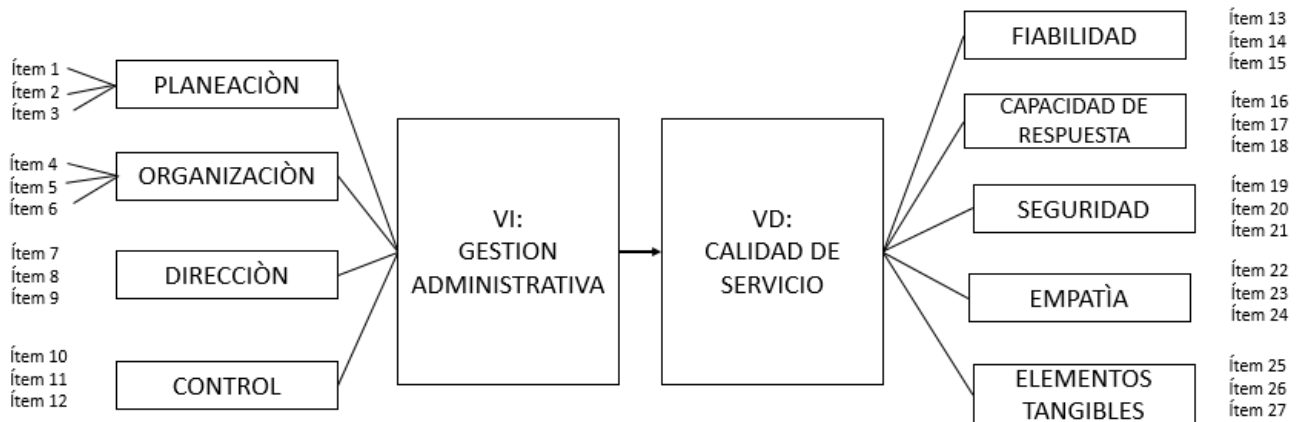 Ítem 1
Ítem 2
Ítem 3
PLANEACIÒN
Ítem 4
Ítem 5
Ítem 6
ORGANIZACIÒN
Ítem 7
Ítem 8
Ítem 9
DIRECCIÒN
Ítem 10
Ítem 11
Ítem 12
CONTROL
VI:
GESTION
ADMINISTRATIVA
VD:
CALIDAD DE
SERVICIO
FIABILIDAD
Ítem 13
Ítem 14
Ítem 15
CAPACIDAD DE
RESPUESTA
Ítem 16
Ítem 17
Ítem 18
SEGURIDAD
Ítem 19
Ítem 20
Ítem 21
EMPATÌA
Ítem 22
Ítem 23
Ítem 24
ELEMENTOS
TANGIBLES
Ítem 25
Ítem 26
Ítem 27